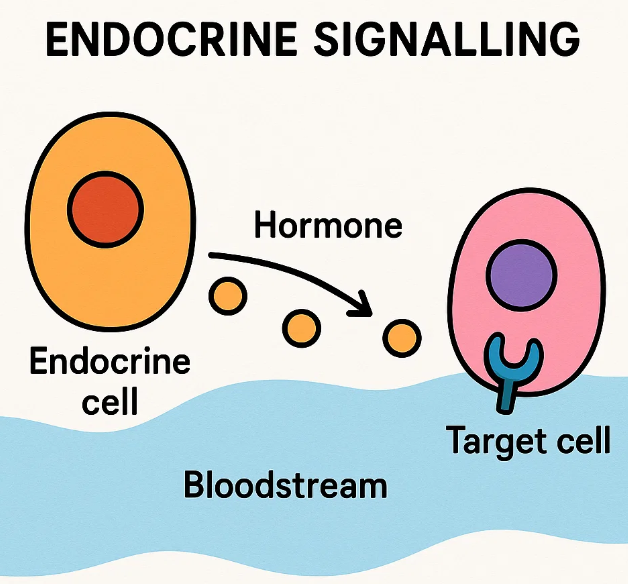 ENDOCRINE SIGNALLING
Hormone
Endocrine
cell
Target cell
Bloodstream